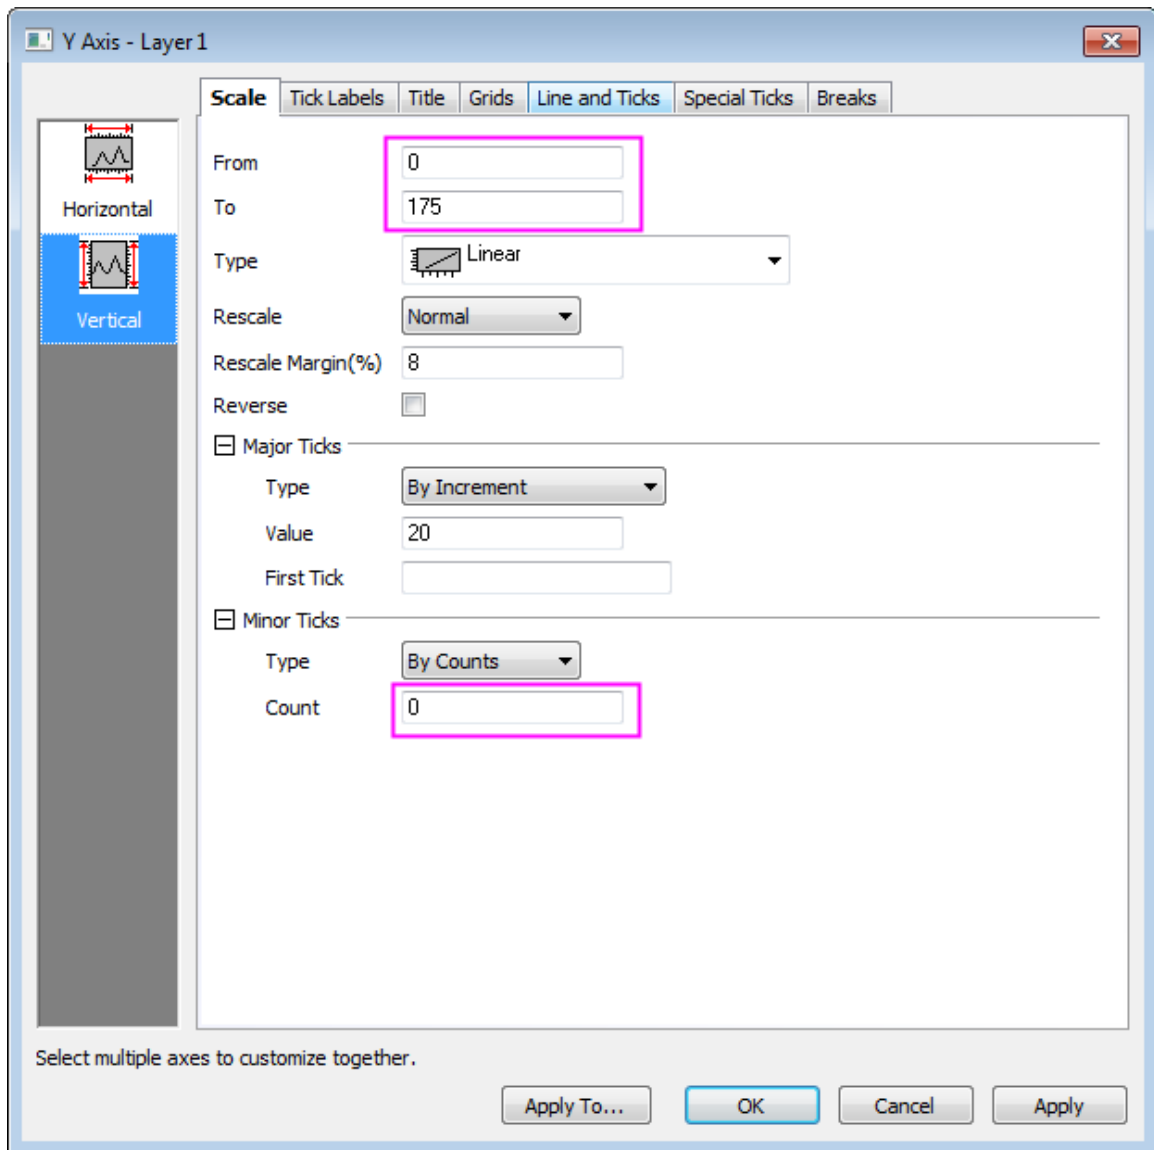 Y Axis - Layer1
Scale Tick Labels Title Grids Line and Ticks Special Ticks Breaks
Horizontal
Vertical
From 0
To 175
Type Linear
Rescale Normal
Rescale Margin(%) 8
Reverse
Major Ticks
Type By Increment
Value 20
First Tick
Minor Ticks
Type By Counts
Count 0
Select multiple axes to customize together.
Apply To... OK Cancel Apply